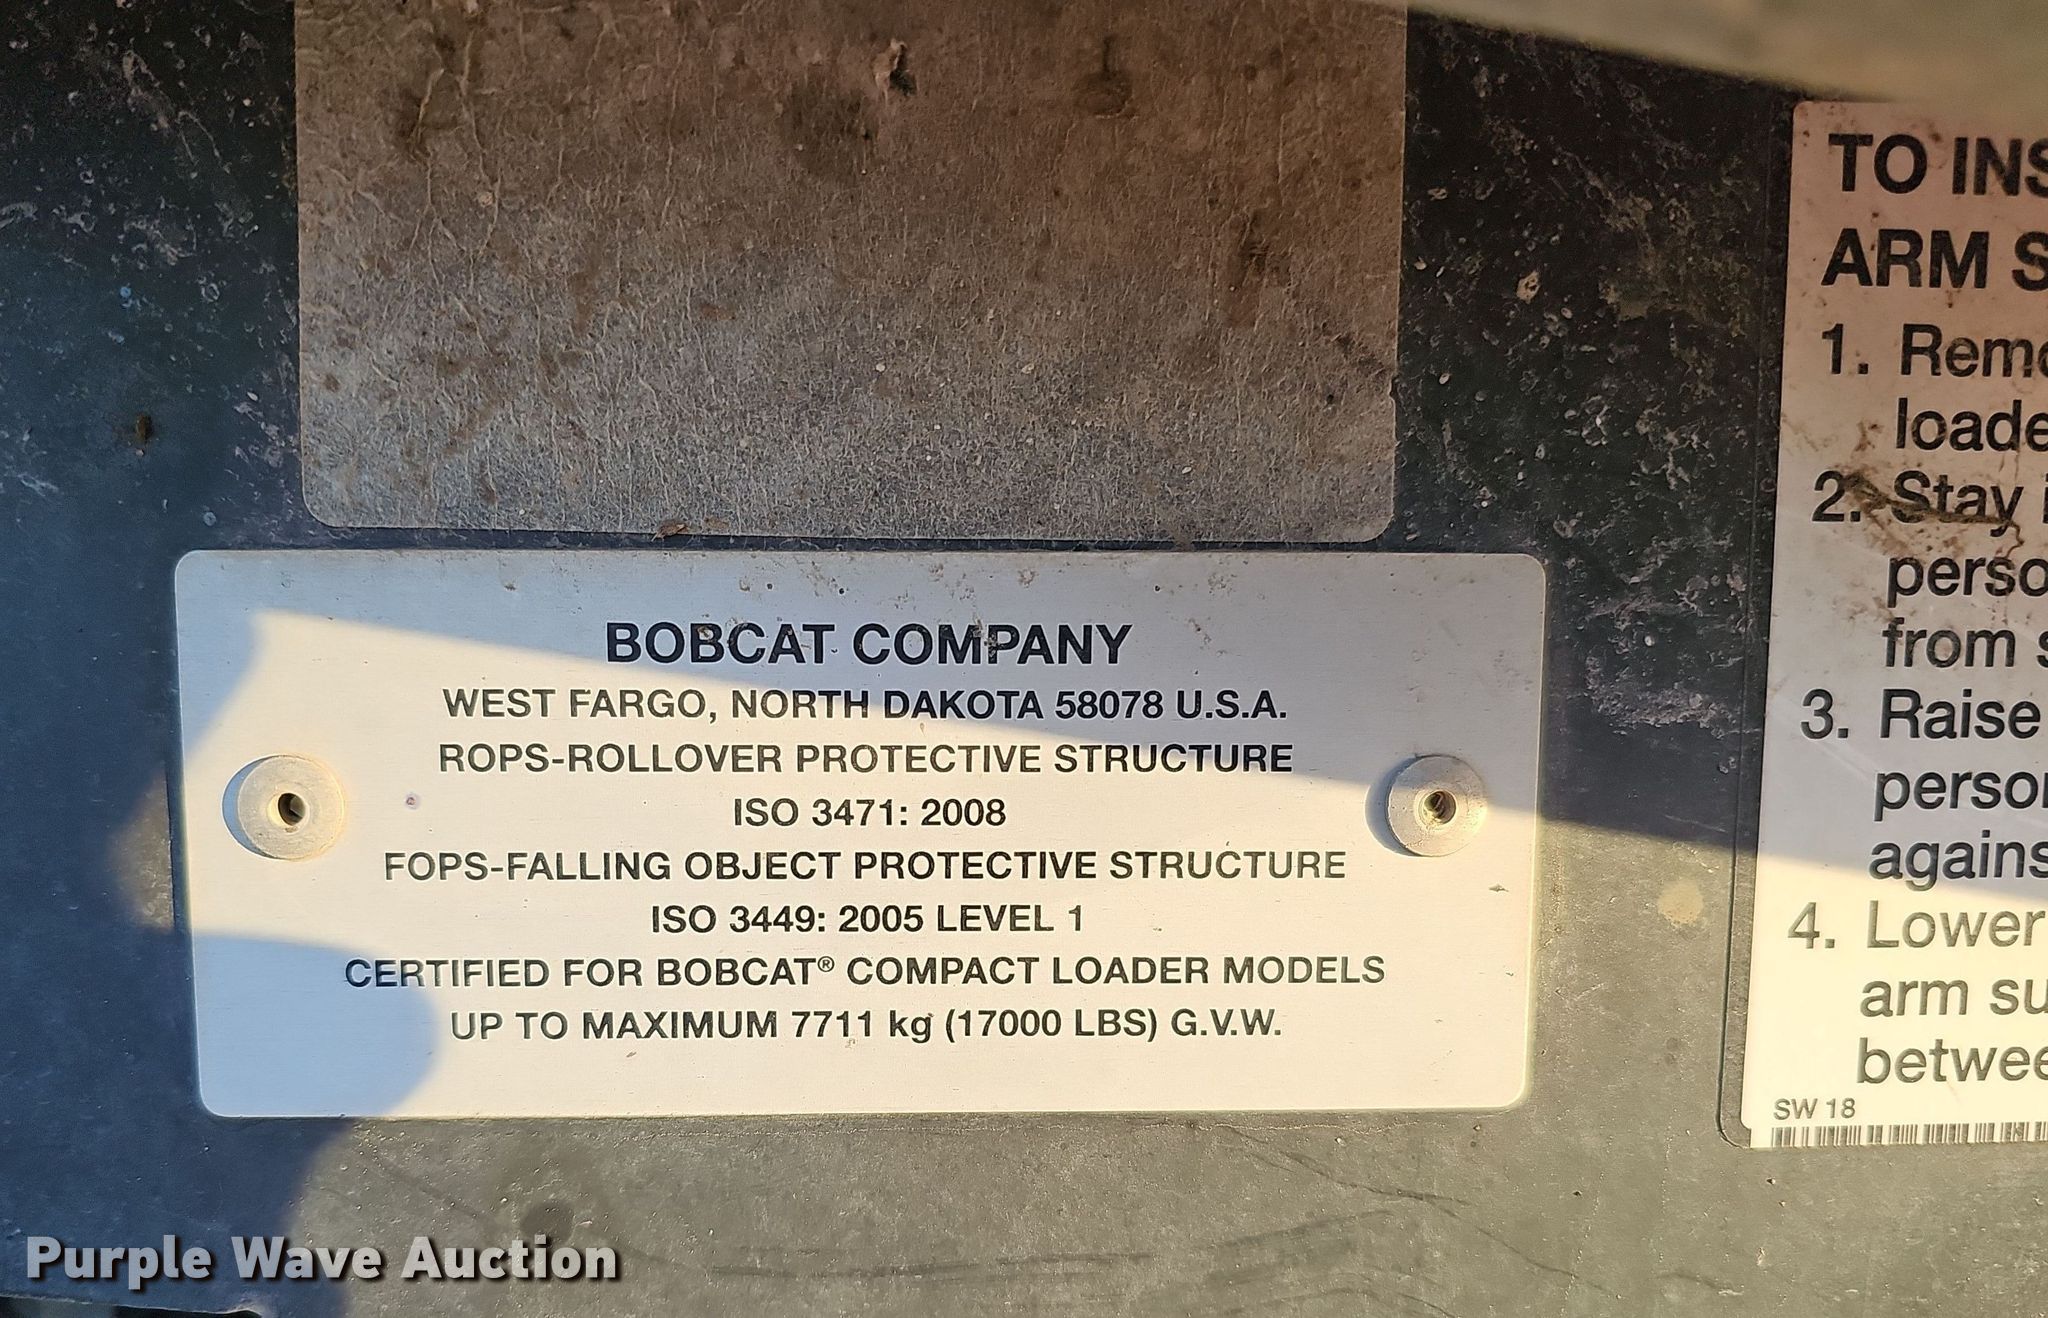 BOBCAT COMPANY
WEST FARGO, NORTH DAKOTA 58078 U.S.A.
ROPS-ROLLOVER PROTECTIVE STRUCTURE
ISO 3471: 2008
FOPS-FALLING OBJECT PROTECTIVE STRUCTURE
ISO 3449: 2005 LEVEL 1
CERTIFIED FOR BOBCAT® COMPACT LOADER MODELS
UP TO MAXIMUM 7711 kg (17000 LBS) G.V.W.
TO INS
ARM S
1. Remo
loade
2. Stay i
perso
from s
3. Raise
person
agains
4. Lower
arm su
betwee
SW 18
Purple Wave Auction